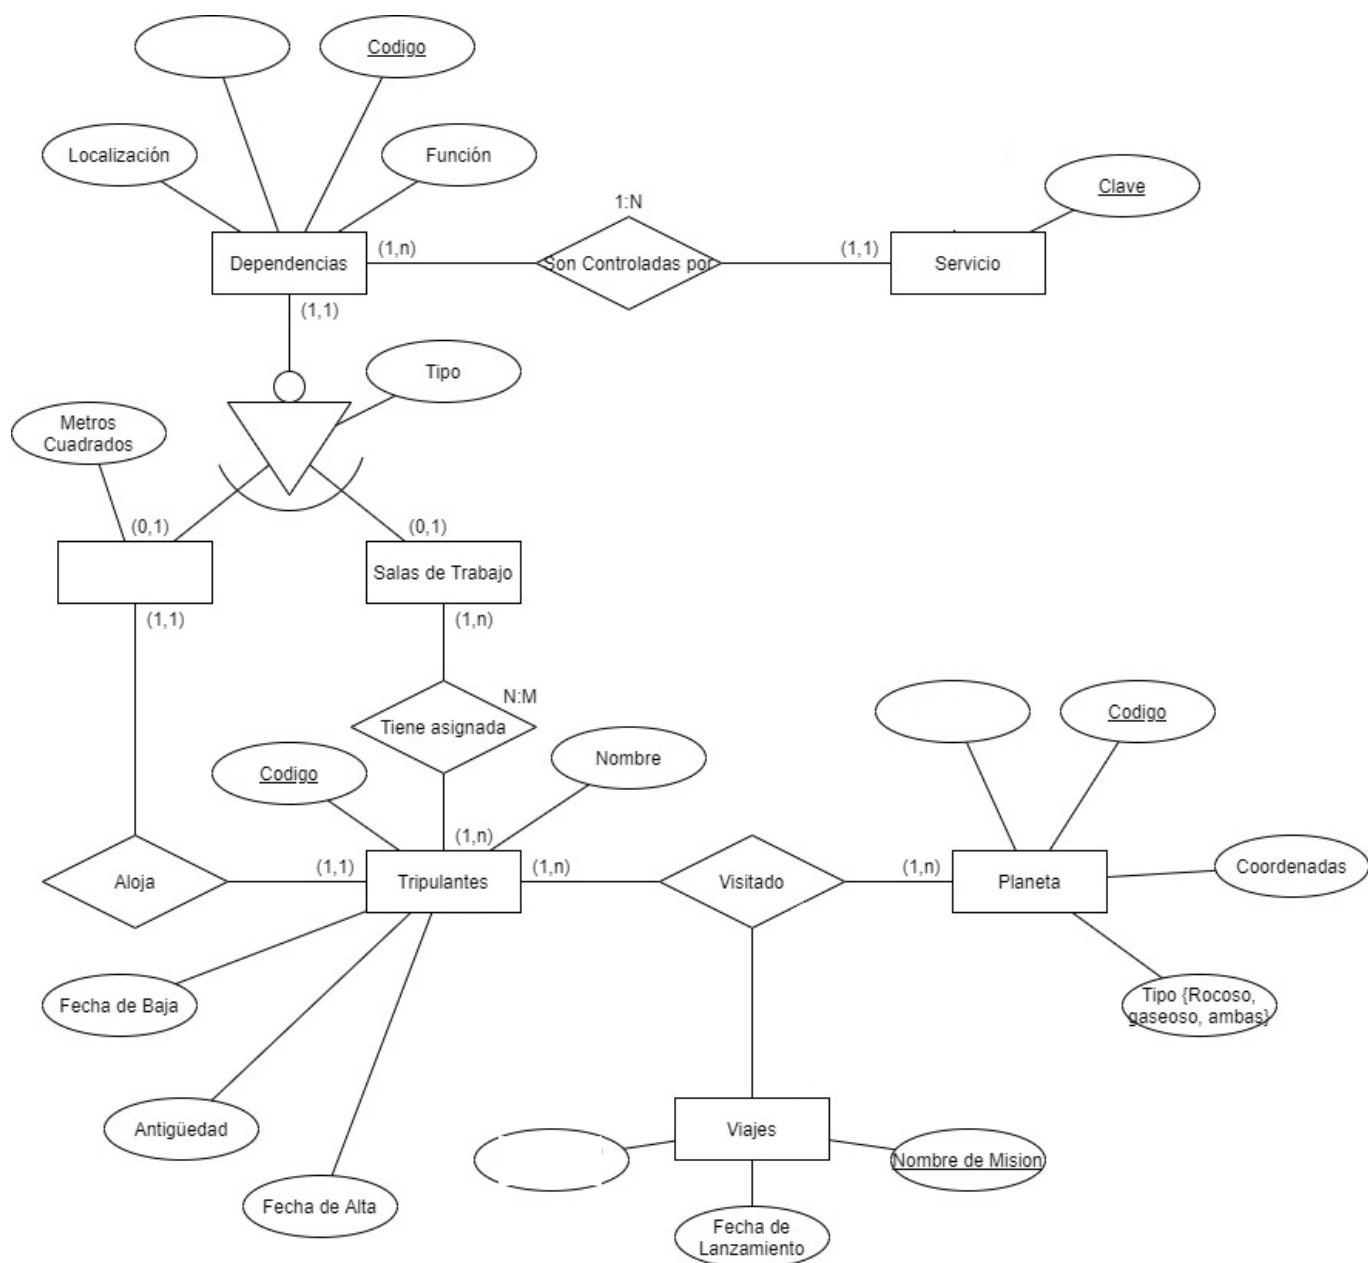 Codigo
Localización
Función
Clave
1:N
Dependencias
(1,n)
Son Controladas por
(1,1)
Servicio
(1,1)
Tipo
Metros
Cuadrados
(0,1)
(0,1)
Salas de Trabajo
(1,1)
(1,n)
N:M
Tiene asignada
Codigo
Nombre
Codigo
(1,n)
Aloja
(1,1)
Tripulantes
(1,n)
Visitado
(1,n)
Planeta
Coordenadas
Fecha de Baja
Tipo {Rocoso,
gaseoso, ambas}
Antigüedad
Viajes
Nombre de Mision
Fecha de Alta
Fecha de
Lanzamiento